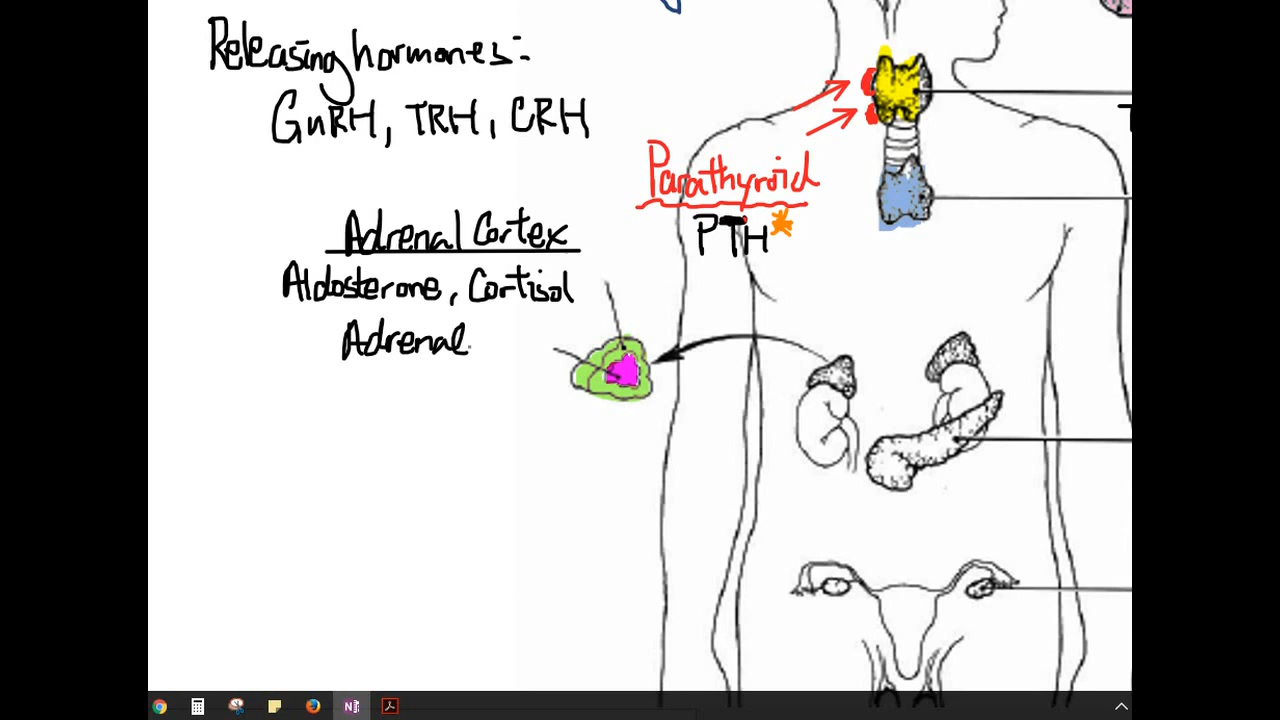 Releasing hormones:
GnRH, TRH, CRH
Parathyroid
PTH*
Adrenal Cortex
Aldosterone, Cortisol
Adrenal